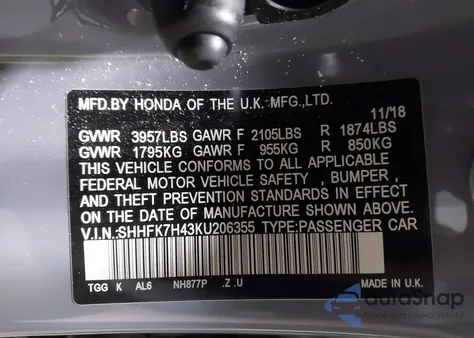 MFD.BY HONDA OF THE U.K.-MFG.,LTD.
11/18
GVWR 3957LBS GAWR F 2105LBS R 1874LBS
GVWR 1795KG GAWR F 955KG R 850KG
THIS VEHICLE CONFORMS TO ALL APPLICABLE
FEDERAL MOTOR VEHICLE SAFETY , BUMPER ,
AND THEFT PREVENTION STANDARDS IN EFFECT
ON THE DATE OF MANUFACTURE SHOWN ABOVE.
V.I.N:SHHFK7H43KU206355 TYPE:PASSENGER CAR
TGG K AL6 NH877P .Z .U MADE IN U.K.
autoSnap